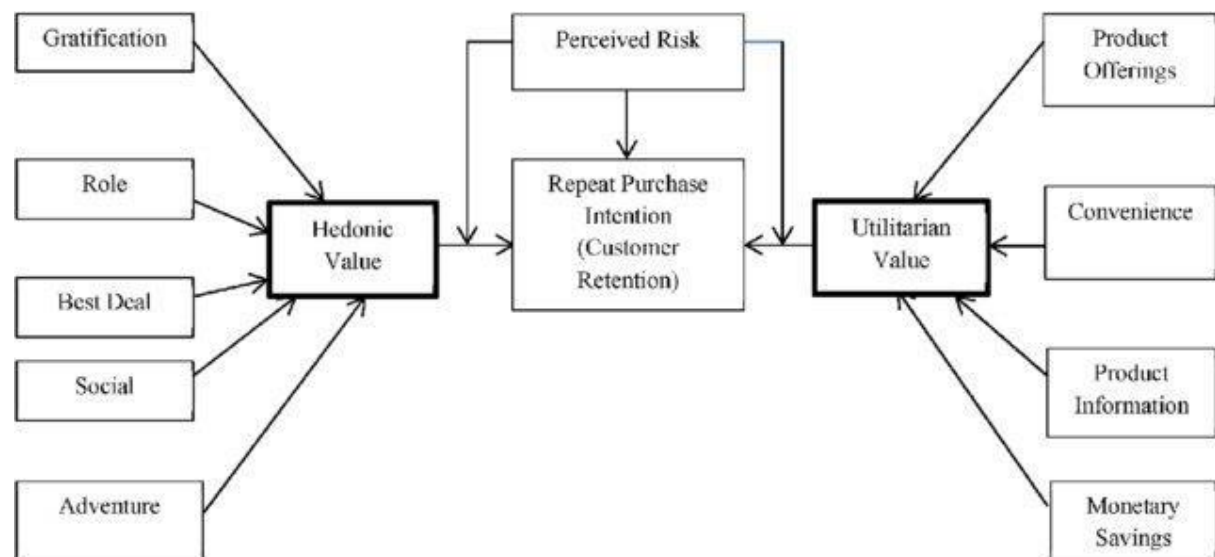 Gratification
Perceived Risk
Product
Offerings
Role
Repeat Purchase
Intention
(Customer
Retention)
Convenience
Hedonic
Value
Utilitarian
Value
Best Deal
Social
Product
Information
Adventure
Monetary
Savings